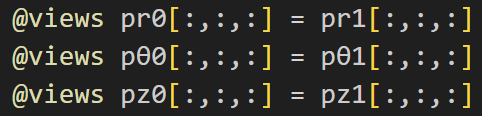 @views pr0[:,:,:] = pr1[:,:,:]
@views pθ0[:,:,:] = pθ1[:,:,:]
@views pz0[:,:,:] = pz1[:,:,:]